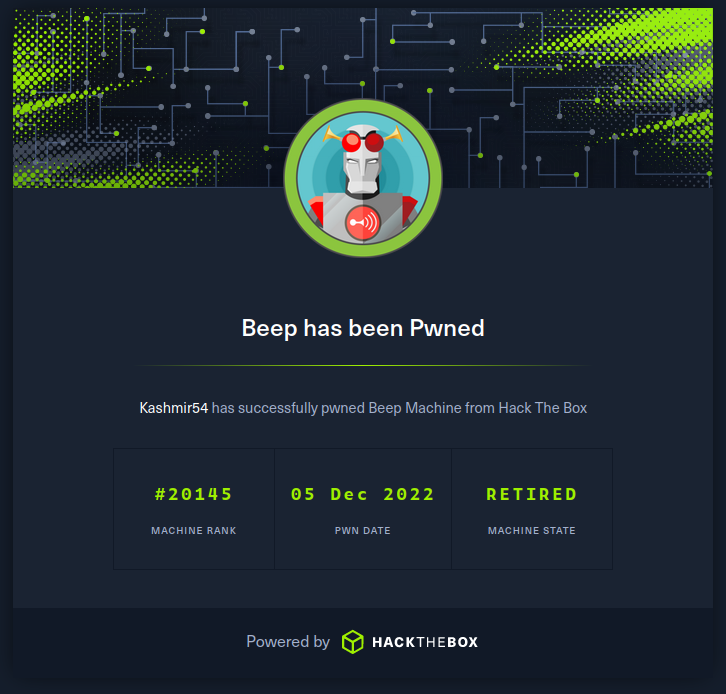 Beep has been Pwned
Kashmir54 has successfully pwned Beep Machine from Hack The Box
#20145 05 Dec 2022 RETIRED
MACHINE RANK PWN DATE MACHINE STATE
Powered by HACKTHEBOX